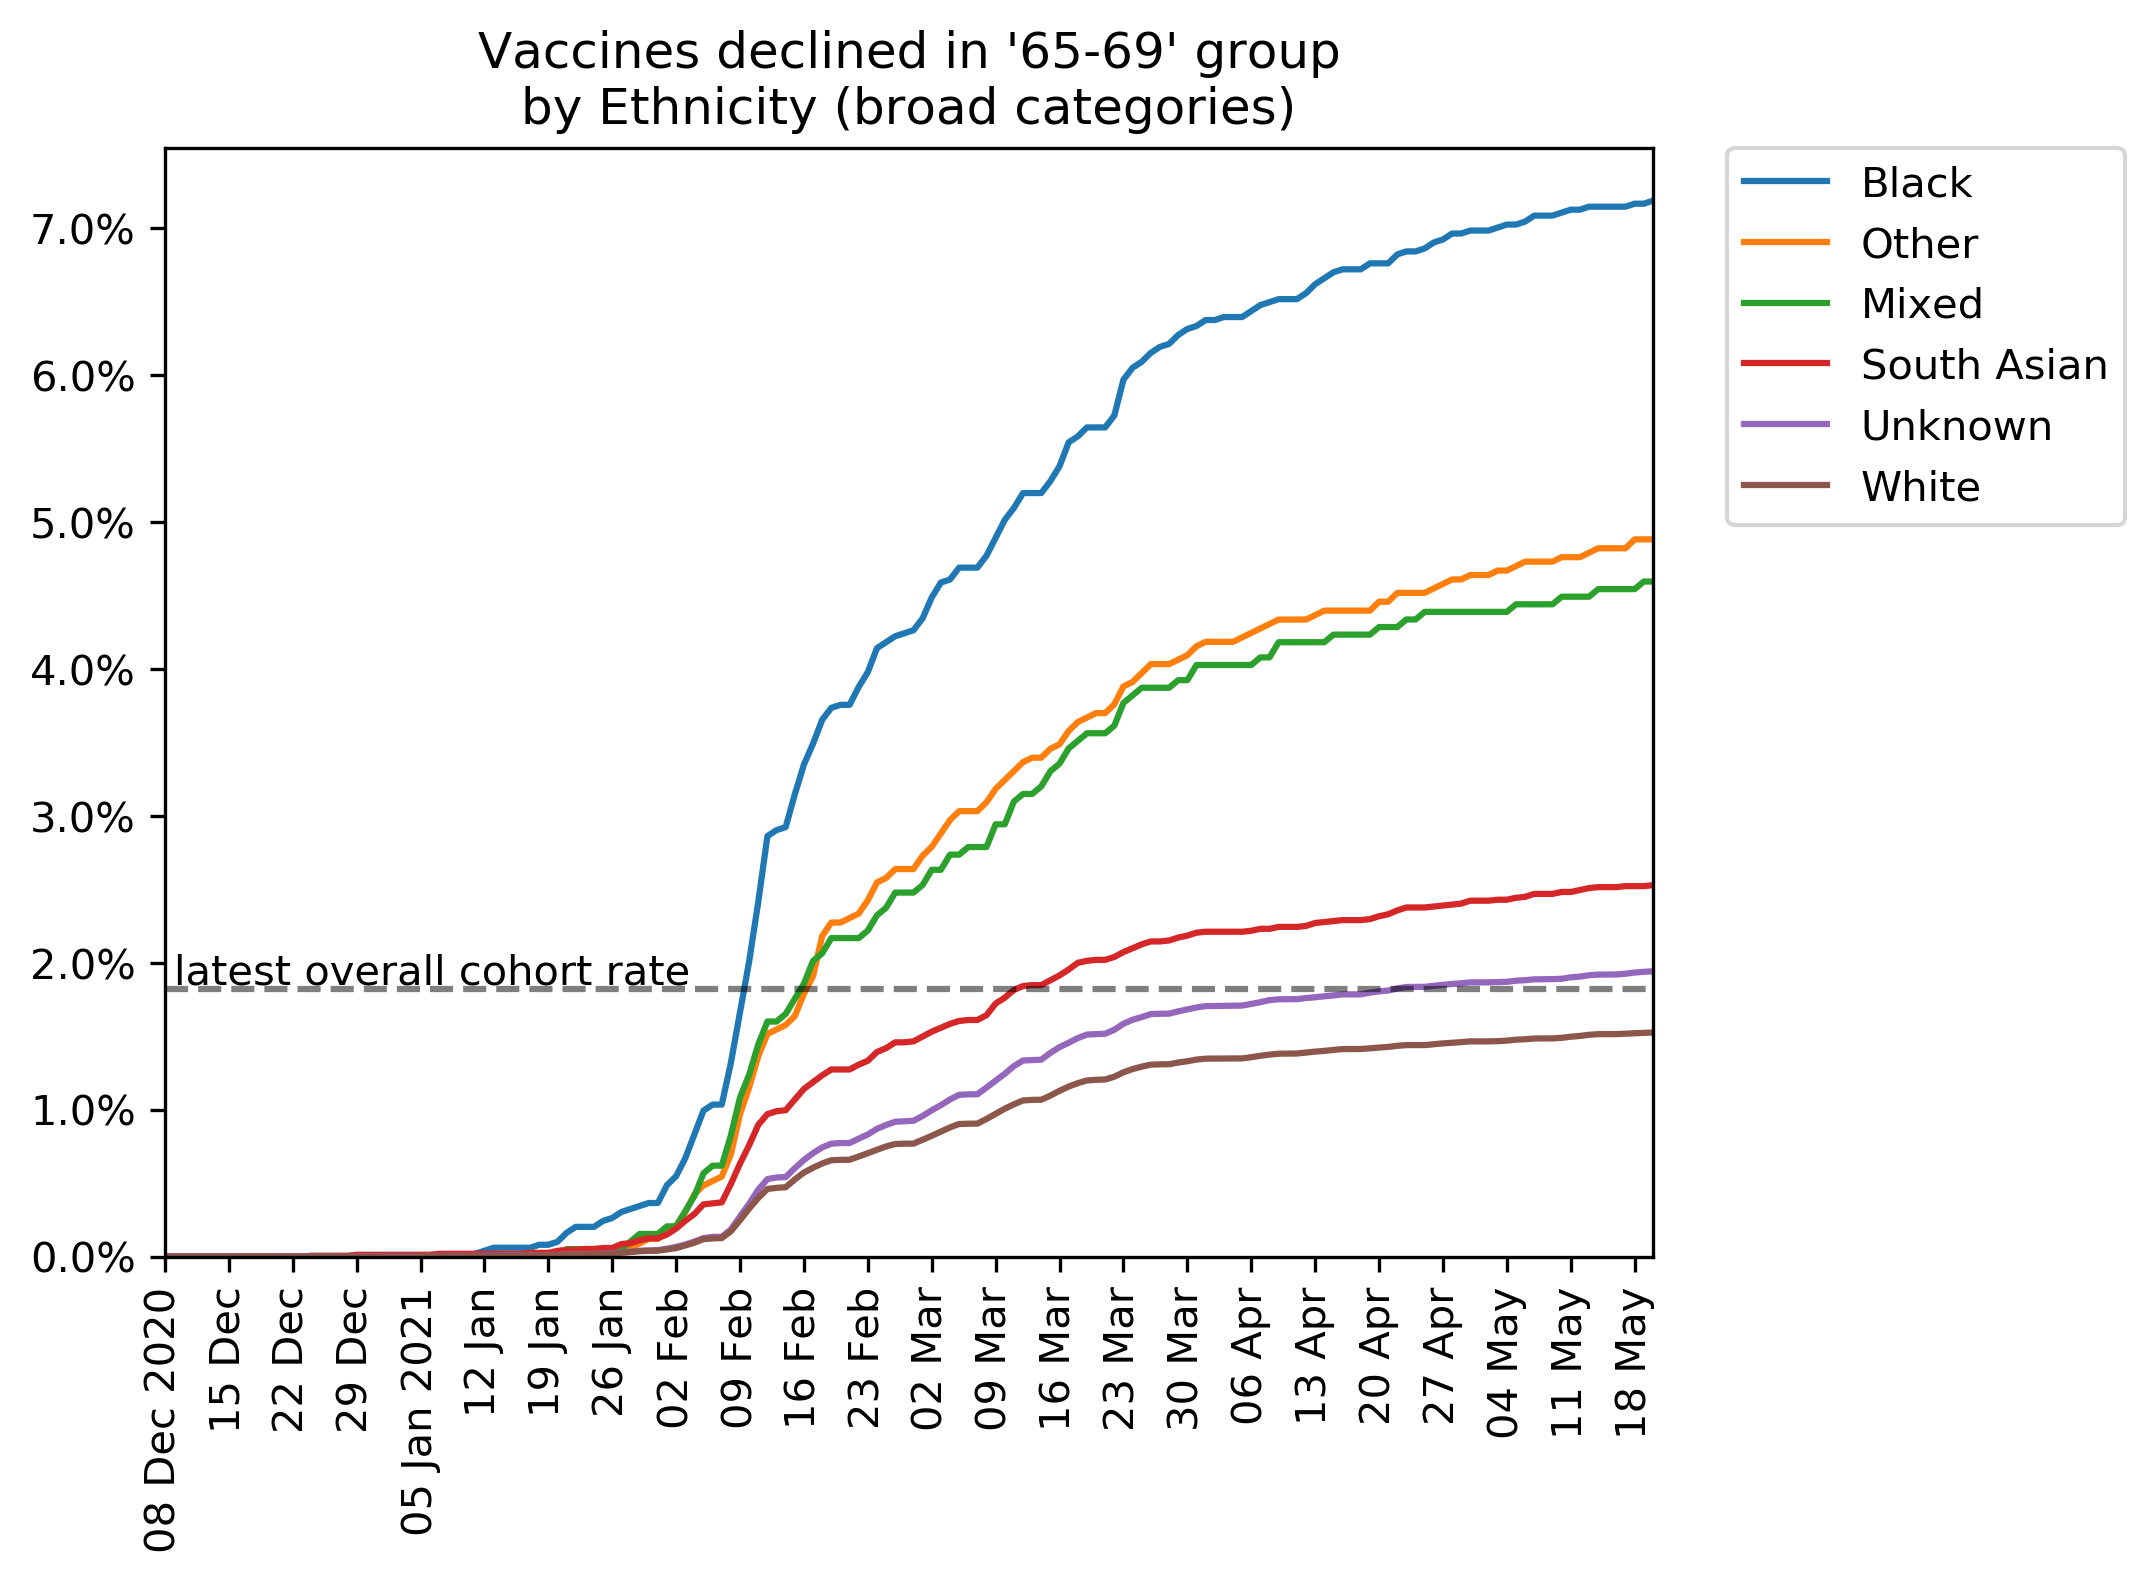 Vaccines declined in '65-69' group
by Ethnicity (broad categories)
7.0%
6.0%
5.0%
4.0%
3.0%
2.0%
1.0%
0.0%
latest overall cohort rate
08 Dec 2020
15 Dec
22 Dec
29 Dec
05 Jan 2021
12 Jan
19 Jan
26 Jan
02 Feb
09 Feb
16 Feb
23 Feb
02 Mar
09 Mar
16 Mar
23 Mar
30 Mar
06 Apr
13 Apr
20 Apr
27 Apr
04 May
11 May
18 May
Black
Other
Mixed
South Asian
Unknown
White